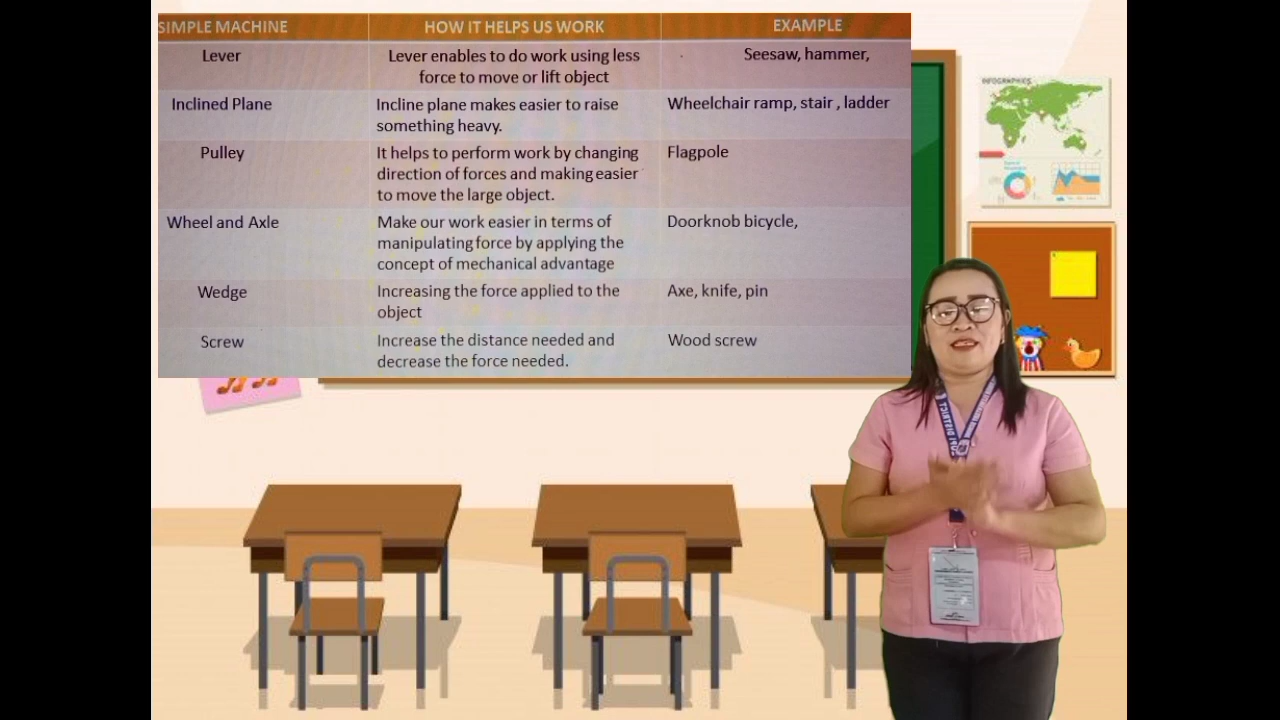 SIMPLE MACHINE HOW IT HELPS US WORK EXAMPLE
Lever Lever enables to do work using less Seesaw, hammer,
force to move or lift object
Inclined Plane Incline plane makes easier to raise Wheelchair ramp, stair , ladder
something heavy.
Pulley It helps to perform work by changing Flagpole
direction of forces and making easier
to move the large object.
Wheel and Axle Make our work easier in terms of Doorknob bicycle,
manipulating force by applying the
concept of mechanical advantage
Wedge Increasing the force applied to the Axe, knife, pin
object
Screw Increase the distance needed and Wood screw
decrease the force needed.
INFOGRAPHICS
DISTRICT